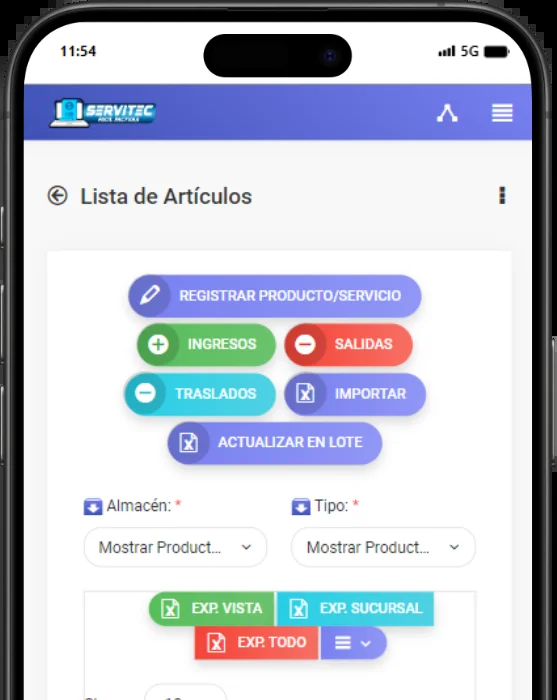 11:54
5G
SERVITEC
Lista de Artículos
REGISTRAR PRODUCTO/SERVICIO
INGRESOS
SALIDAS
TRASLADOS
IMPORTAR
ACTUALIZAR EN LOTE
Almacén: *
Tipo: *
Mostrar Product...
Mostrar Product...
EXP. VISTA
EXP. SUCURSAL
EXP. TODO